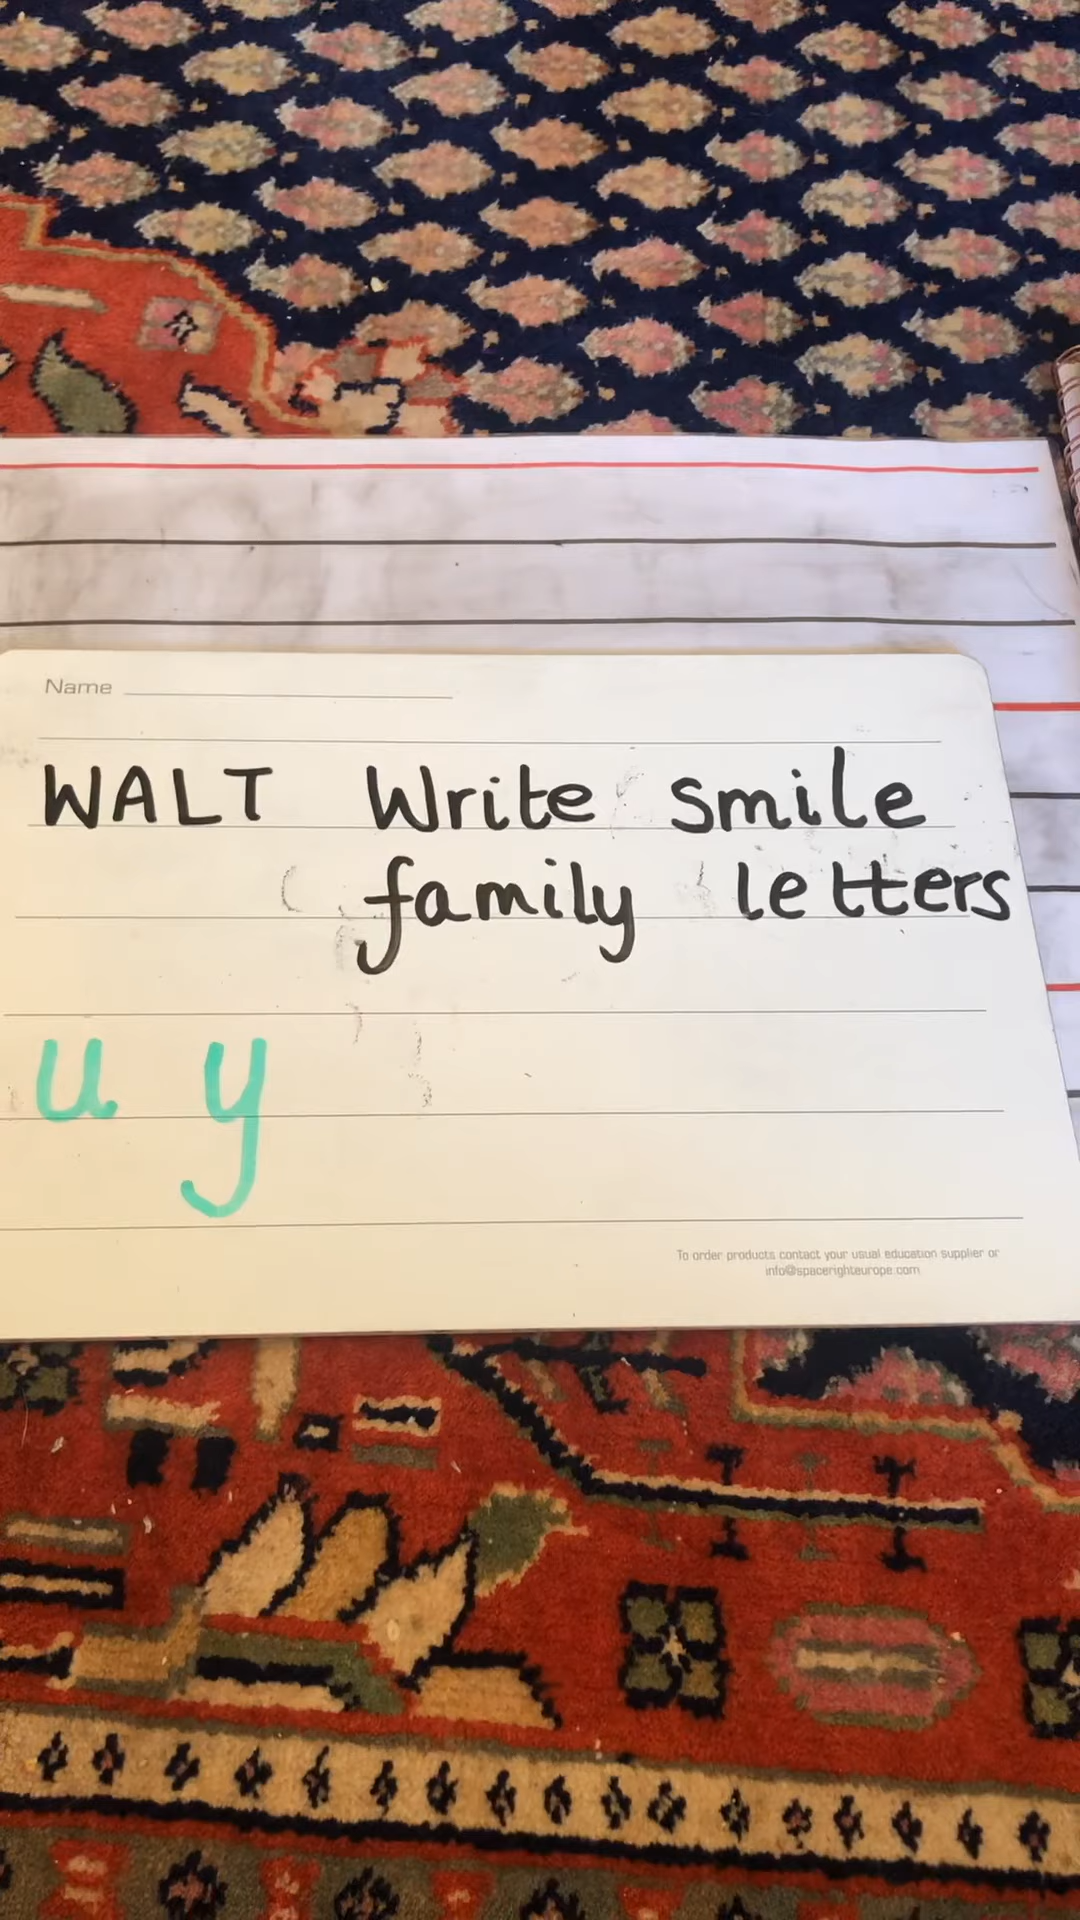 Name
WALT Write smile
family letters
u y
To order products contact your usual education supplier or
info@spacerighteurope.com